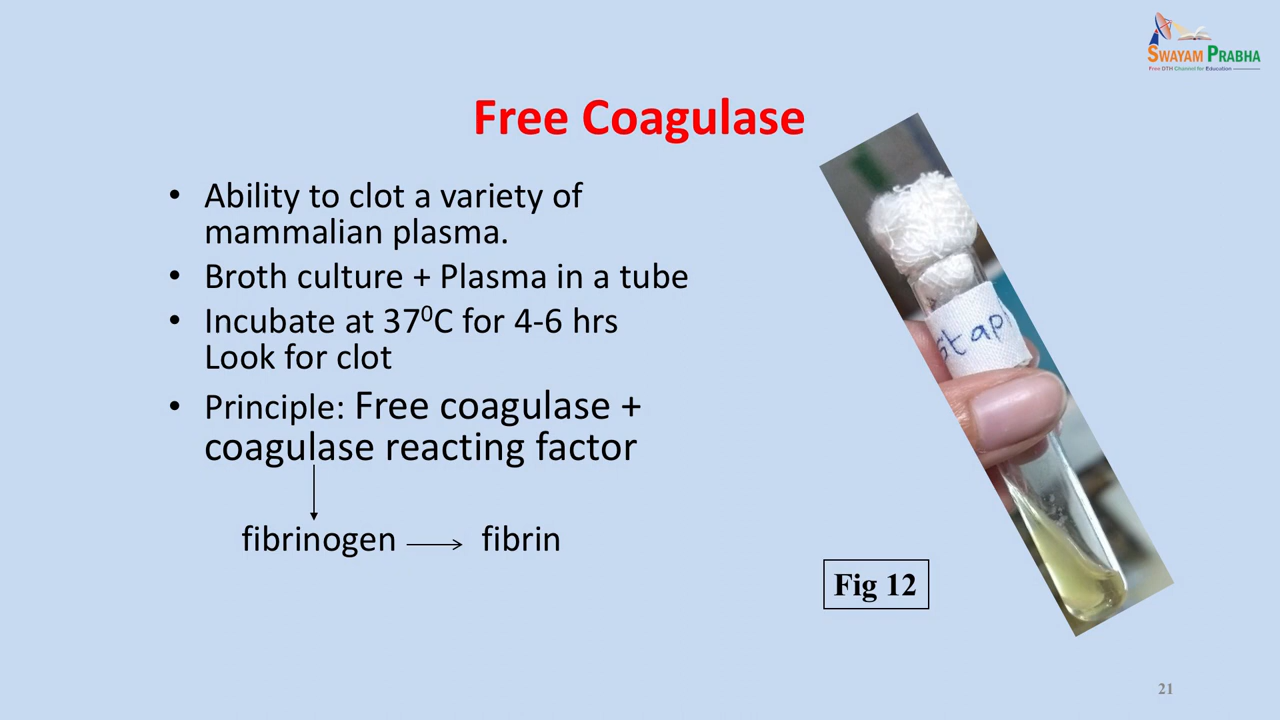 SWAYAM PRABHA
Free DTH Channel for Education
Free Coagulase
• Ability to clot a variety of
mammalian plasma.
• Broth culture + Plasma in a tube
• Incubate at 37⁰C for 4-6 hrs
Look for clot
• Principle: Free coagulase +
coagulase reacting factor
fibrinogen → fibrin
Stap
Fig 12
21